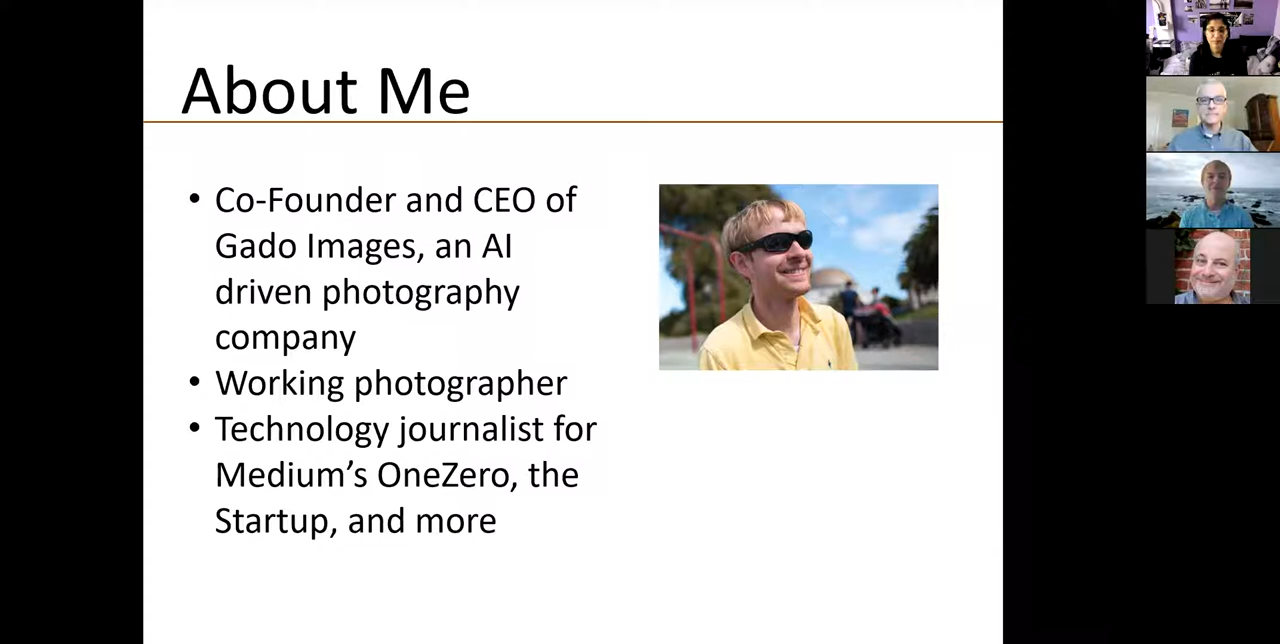 About Me
• Co-Founder and CEO of
Gado Images, an AI
driven photography
company
• Working photographer
• Technology journalist for
Medium’s OneZero, the
Startup, and more